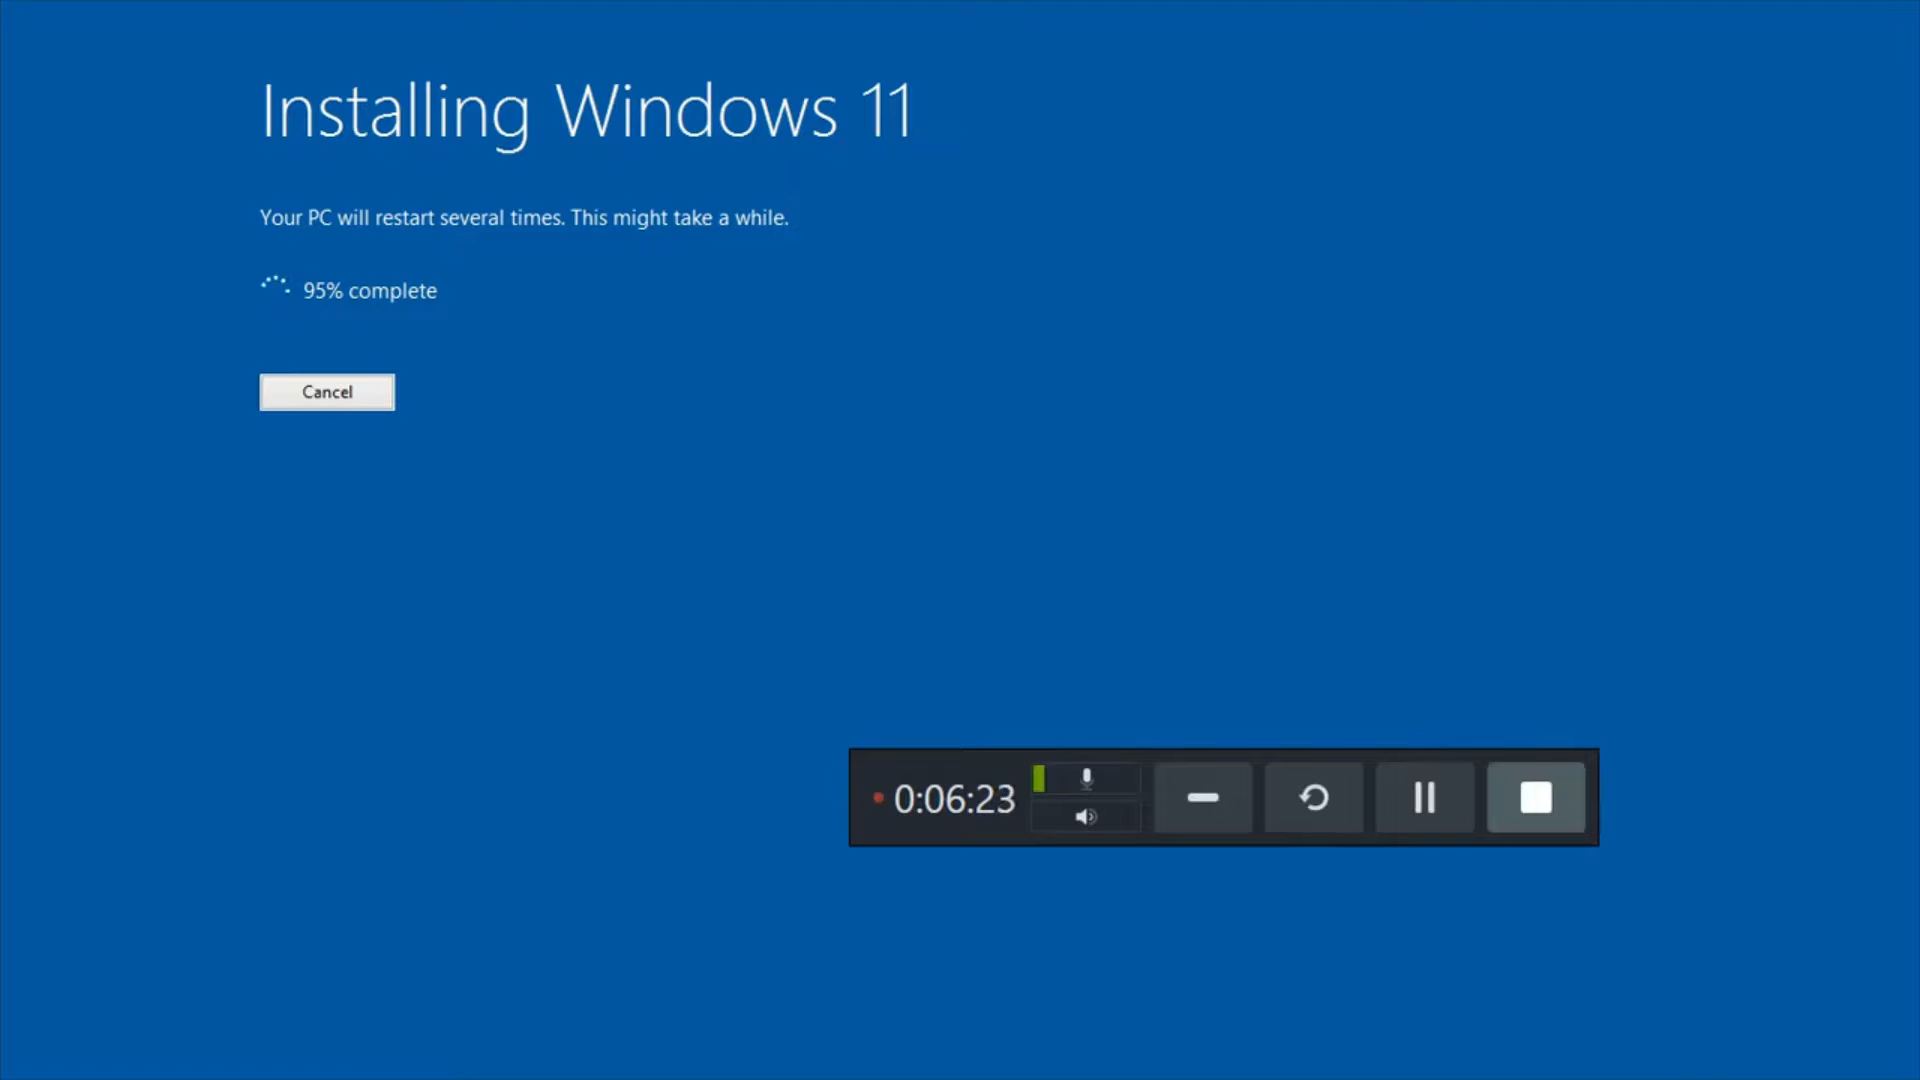 Installing Windows 11
Your PC will restart several times. This might take a while.
95% complete
Cancel
0:06:23